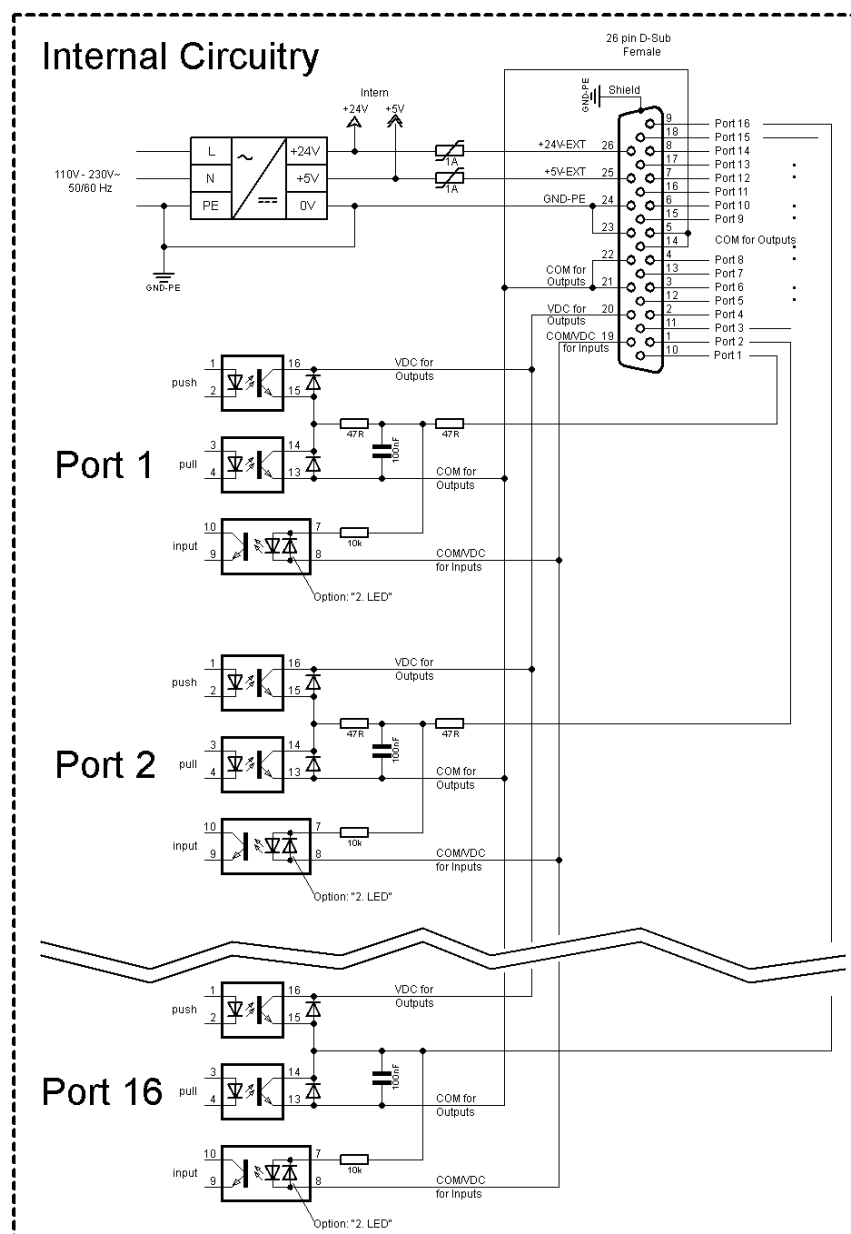 Internal Circuitry
26 pin D-Sub
Female
Shield
GND-PE
Intern
+24V
+5V
110V - 230V~
50/60 Hz
L
N
PE
+24V
+5V
0V
1A
1A
GND-PE
+24V-EXT
+5V-EXT
GND-PE
COM for
Outputs
VDC for
Outputs
COM/VDC
for Inputs
26
25
24
23
22
21
20
19
9
18
8
17
7
16
6
15
5
14
4
13
3
12
2
11
1
10
Port 16
Port 15
Port 14
Port 13
Port 12
Port 11
Port 10
Port 9
COM for Outputs
Port 8
Port 7
Port 6
Port 5
Port 4
Port 3
Port 2
Port 1
Port 1
push
1
2
16
15
VDC for
Outputs
47R
100nF
47R
pull
3
4
14
13
COM for
Outputs
input
10
9
7
8
10k
COM/VDC
for Inputs
Option: "2. LED"
Port 2
push
1
2
16
15
VDC for
Outputs
47R
100nF
47R
pull
3
4
14
13
COM for
Outputs
input
10
9
7
8
10k
COM/VDC
for Inputs
Option: "2. LED"
Port 16
push
1
2
16
15
VDC for
Outputs
100nF
pull
3
4
14
13
COM for
Outputs
input
10
9
7
8
10k
COM/VDC
for Inputs
Option: "2. LED"